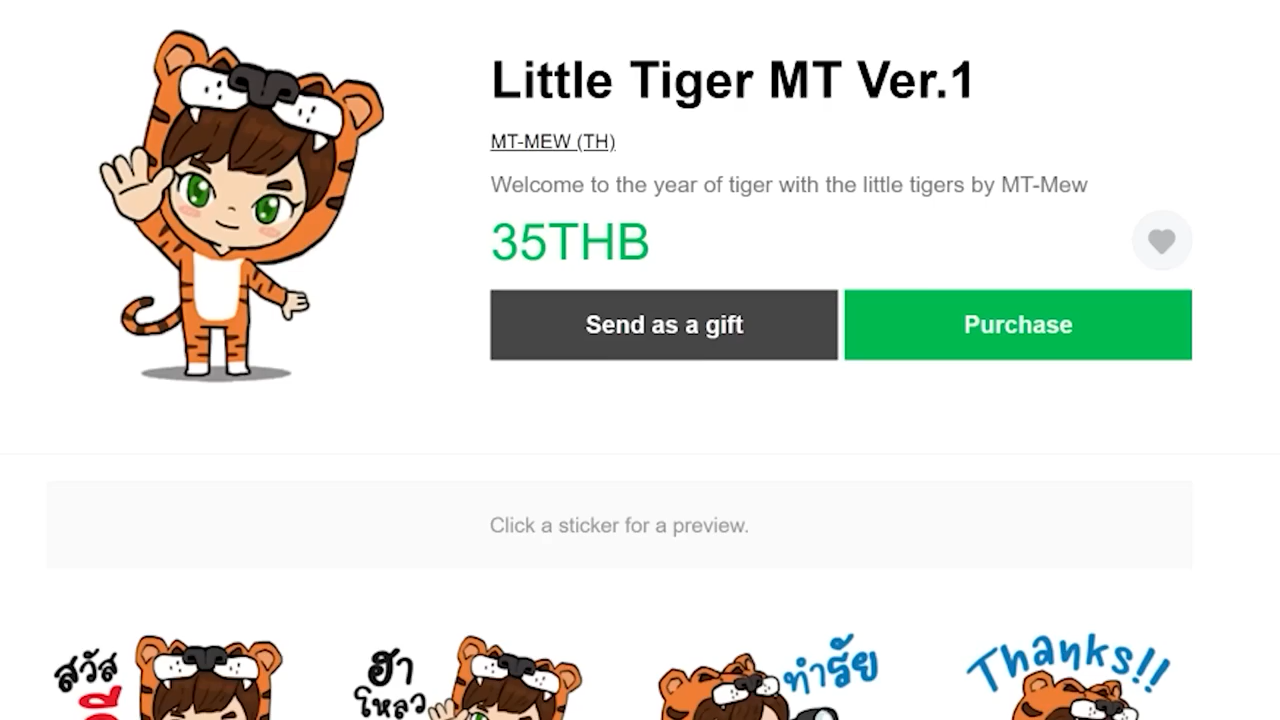 Little Tiger MT Ver.1
MT-MEW (TH)
Welcome to the year of tiger with the little tigers by MT-Mew
35THB
Send as a gift
Purchase
Click a sticker for a preview.
สวัส
ฮา
โหลว
ทำรัย
Thanks!!